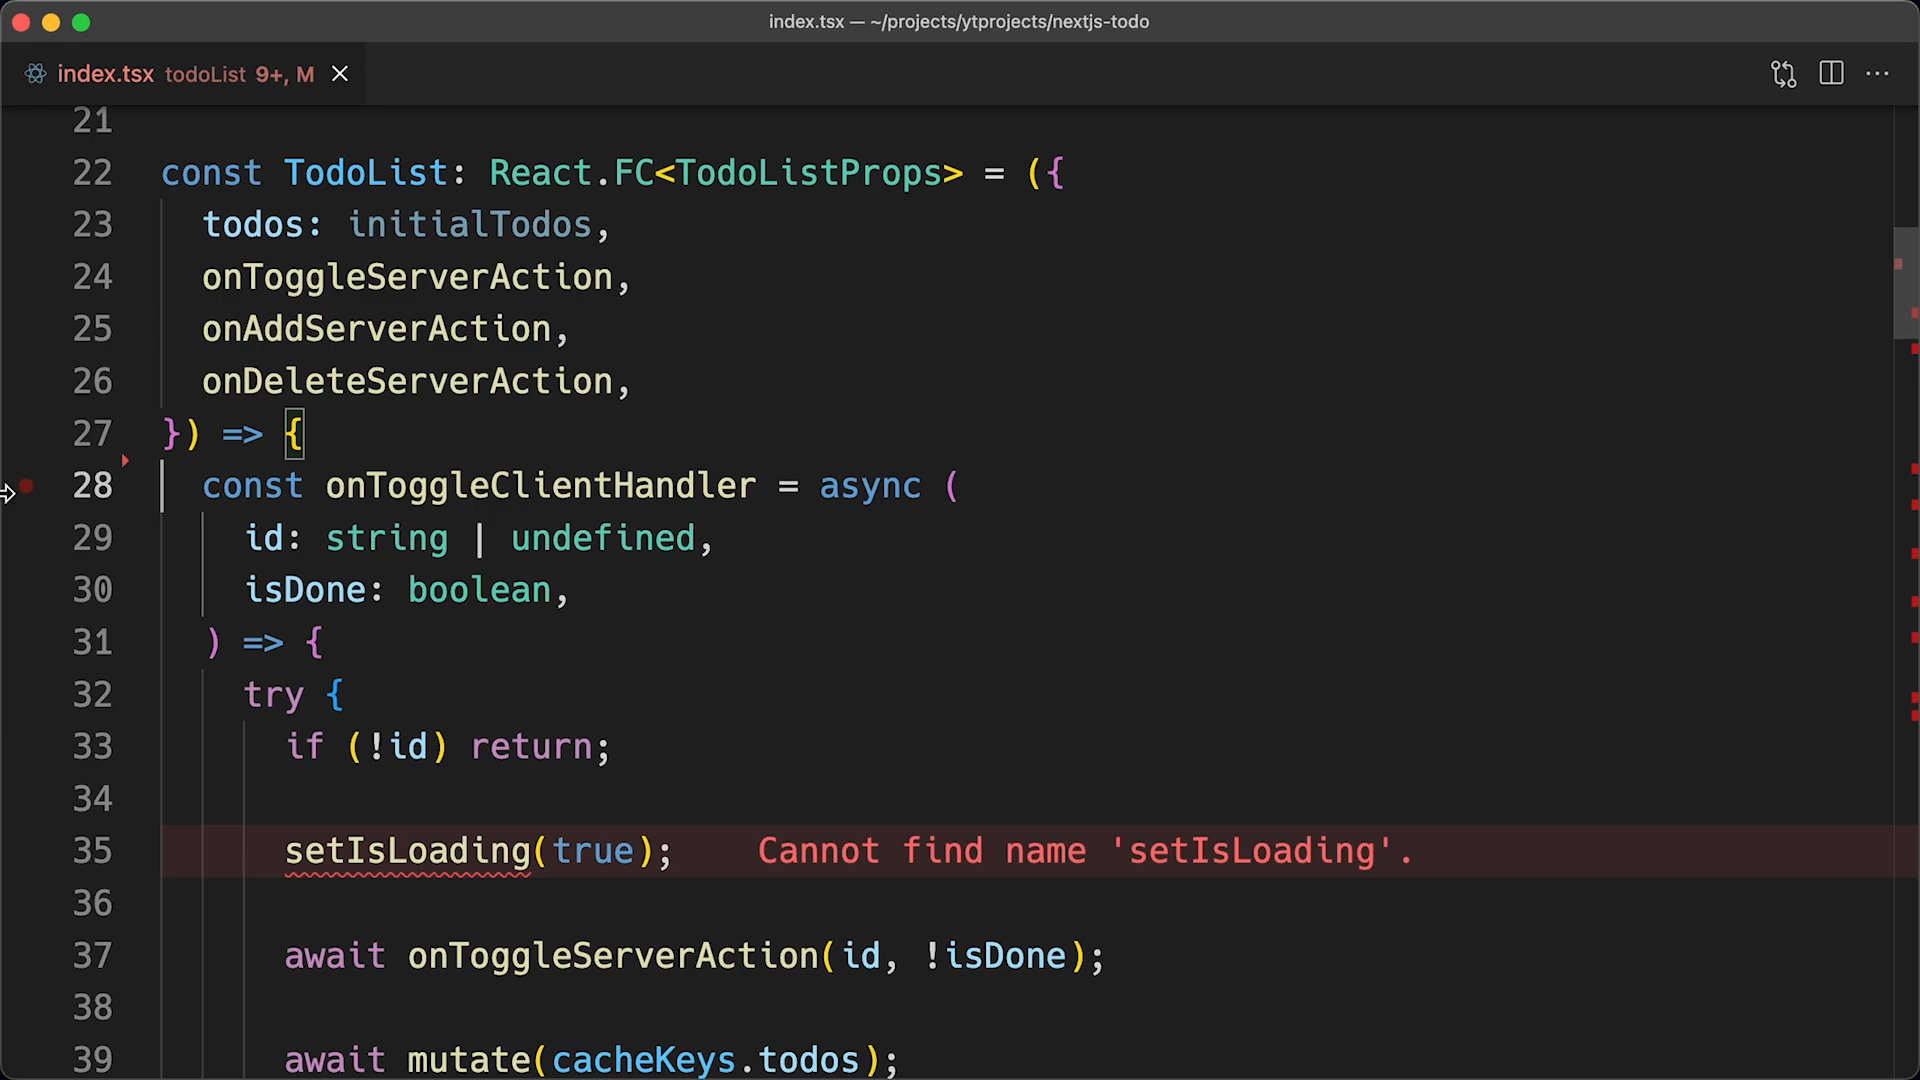 index.tsx — ~/projects/ytprojects/nextjs-todo
index.tsx todoList 9+, M
21
22 const TodoList: React.FC<TodoListProps> = ({
23 todos: initialTodos,
24 onToggleServerAction,
25 onAddServerAction,
26 onDeleteServerAction,
27 }) => {
28 const onToggleClientHandler = async (
29 id: string | undefined,
30 isDone: boolean,
31 ) => {
32 try {
33 if (!id) return;
34
35 setIsLoading(true); Cannot find name 'setIsLoading'.
36
37 await onToggleServerAction(id, !isDone);
38
39 await mutate(cacheKeys.todos);